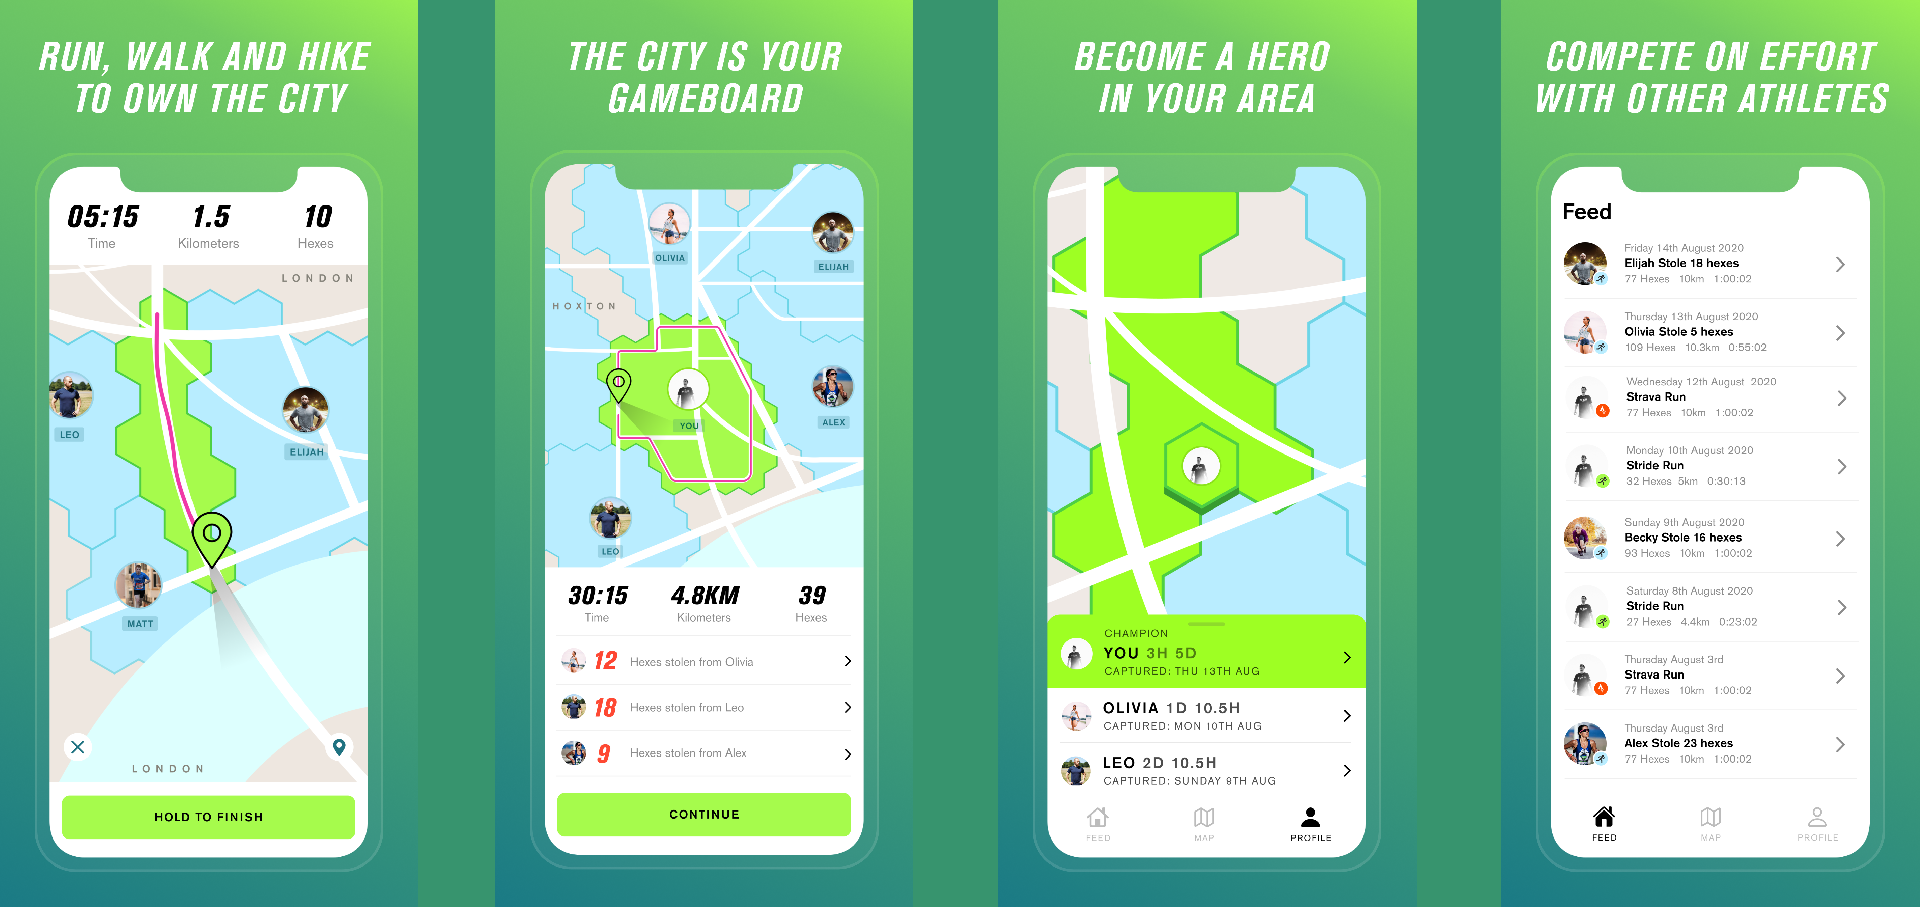 RUN, WALK AND HIKE
TO OWN THE CITY
05:15 1.5 10
Time Kilometers Hexes
LONDON
LEO
ELIJAH
MATT
LONDON
HOLD TO FINISH
THE CITY IS YOUR
GAMEBOARD
OLIVIA
ELIJAH
HOXTON
ALEX
YOU
LEO
30:15 4.8KM 39
Time Kilometers Hexes
12 Hexes stolen from Olivia
18 Hexes stolen from Leo
9 Hexes stolen from Alex
CONTINUE
BECOME A HERO
IN YOUR AREA
CHAMPION
YOU 3H 5D
CAPTURED: THU 13TH AUG
OLIVIA 1D 10.5H
CAPTURED: MON 10TH AUG
LEO 2D 10.5H
CAPTURED: SUNDAY 9TH AUG
FEED MAP PROFILE
COMPETE ON EFFORT
WITH OTHER ATHLETES
Feed
Friday 14th August 2020
Elijah Stole 18 hexes
77 Hexes 10km 1:00:02
Thursday 13th August 2020
Olivia Stole 5 hexes
109 Hexes 10.3km 0:55:02
Wednesday 12th August 2020
Strava Run
77 Hexes 10km 1:00:02
Monday 10th August 2020
Stride Run
32 Hexes 5km 0:30:13
Sunday 9th August 2020
Becky Stole 16 hexes
93 Hexes 10km 1:00:02
Saturday 8th August 2020
Stride Run
27 Hexes 4.4km 0:23:02
Thursday August 3rd
Strava Run
77 Hexes 10km 1:00:02
Thursday August 3rd
Alex Stole 23 hexes
77 Hexes 10km 1:00:02
FEED MAP PROFILE